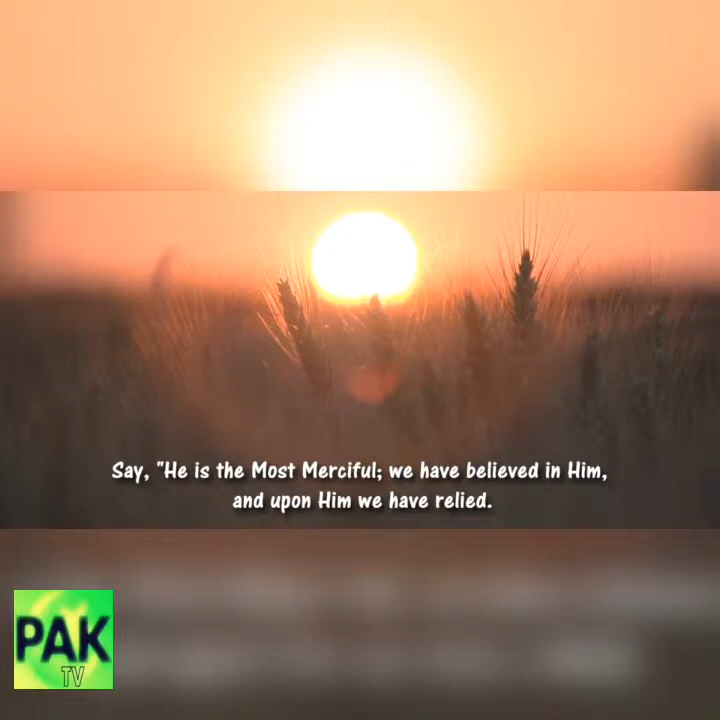 Say, "He is the Most Merciful; we have believed in Him,
and upon Him we have relied.
PAK
TV